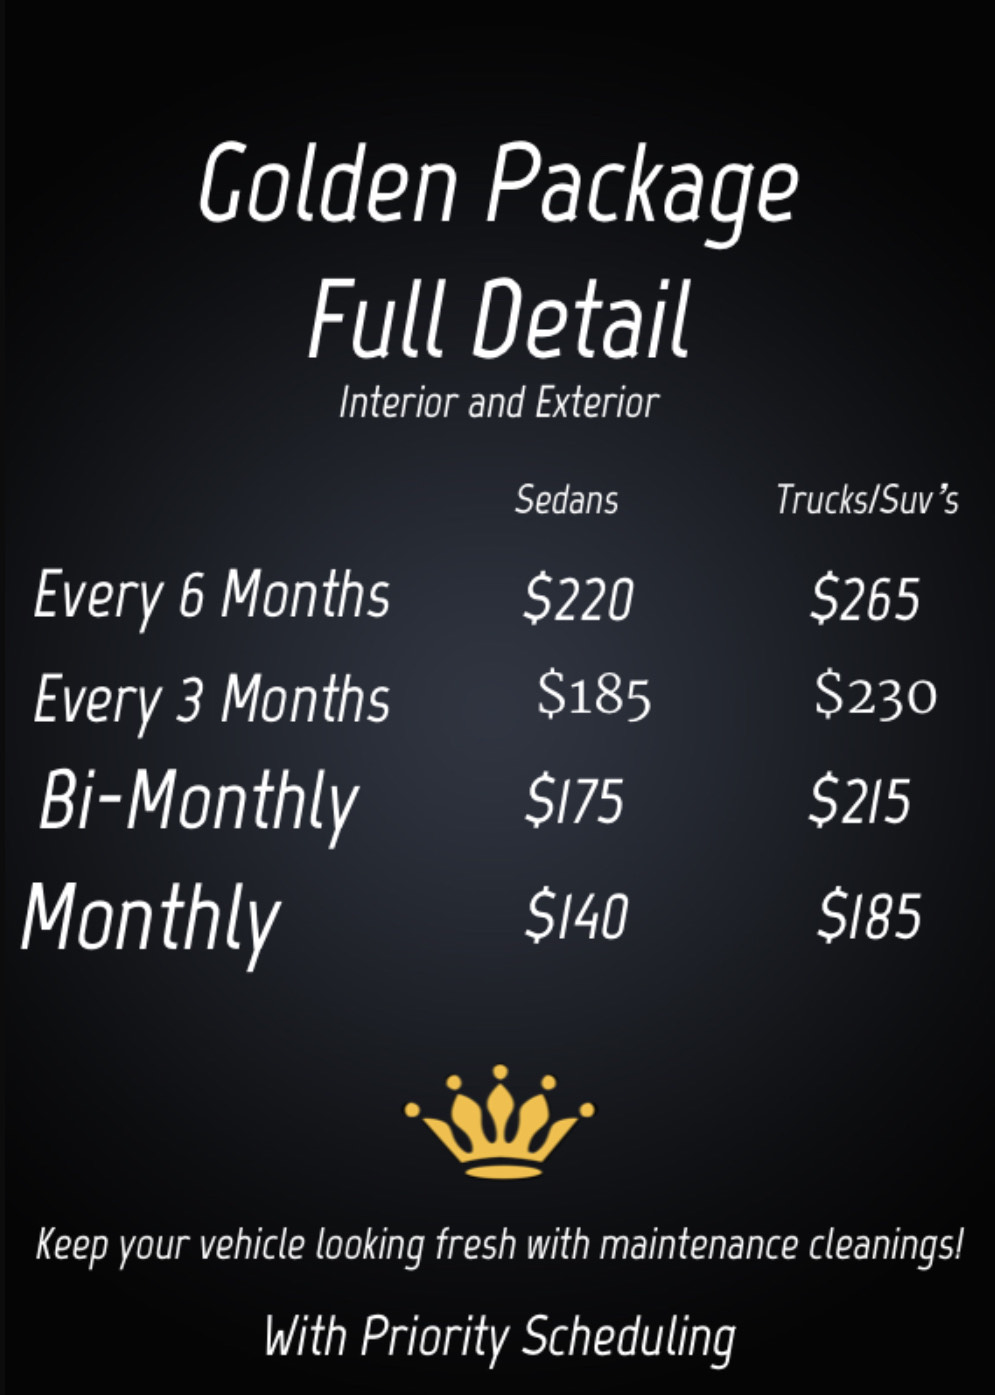 Golden Package
Full Detail
Interior and Exterior
Sedans Trucks/Suv's
Every 6 Months $220 $265
Every 3 Months $185 $230
Bi-Monthly $175 $215
Monthly $140 $185
Keep your vehicle looking fresh with maintenance cleanings!
With Priority Scheduling